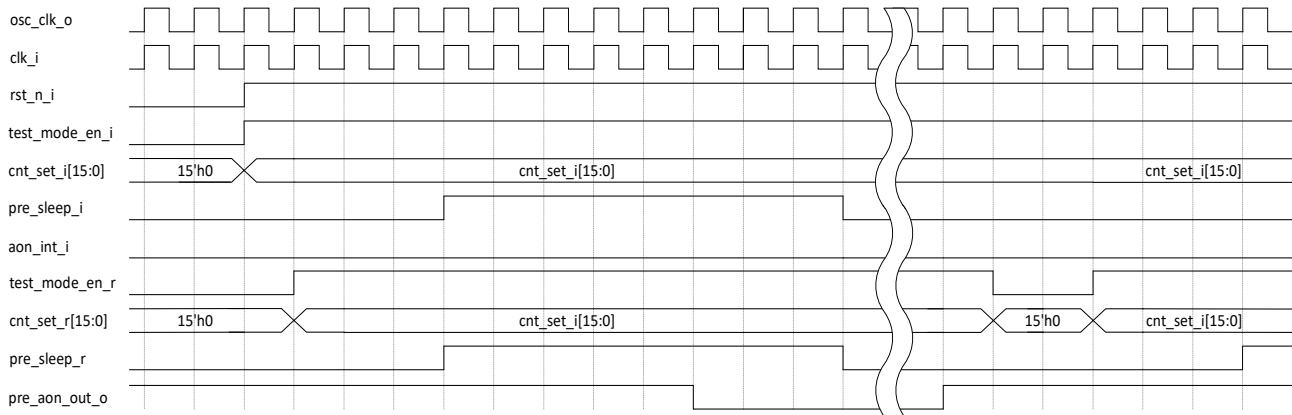 osc_clk_o
clk_i
rst_n_i
test_mode_en_i
cnt_set_i[15:0] 15'h0 cnt_set_i[15:0] cnt_set_i[15:0]
pre_sleep_i
aon_int_i
test_mode_en_r
cnt_set_r[15:0] 15'h0 cnt_set_i[15:0] 15'h0 cnt_set_i[15:0]
pre_sleep_r
pre_aon_out_o